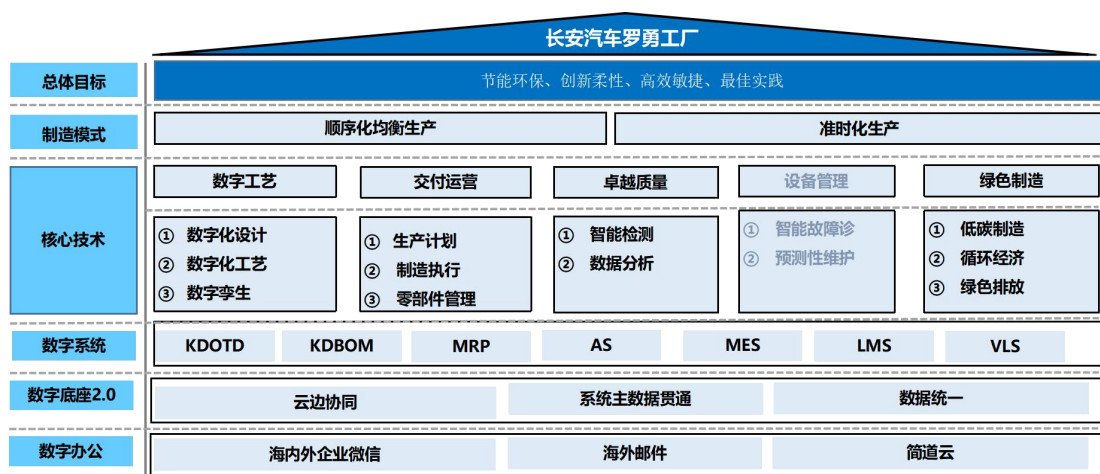 长安汽车罗勇工厂
总体目标
节能环保、创新柔性、高效敏捷、最佳实践
制造模式
顺序化均衡生产
准时化生产
核心技术
数字工艺
交付运营
卓越质量
设备管理
绿色制造
① 数字化设计
② 数字化工艺
③ 数字孪生
① 生产计划
② 制造执行
③ 零部件管理
① 智能检测
② 数据分析
① 智能故障诊
② 预测性维护
① 低碳制造
② 循环经济
③ 绿色排放
数字系统
KDOTD
KDBOM
MRP
AS
MES
LMS
VLS
数字底座2.0
云边协同
系统主数据贯通
数据统一
数字办公
海内外企业微信
海外邮件
简道云